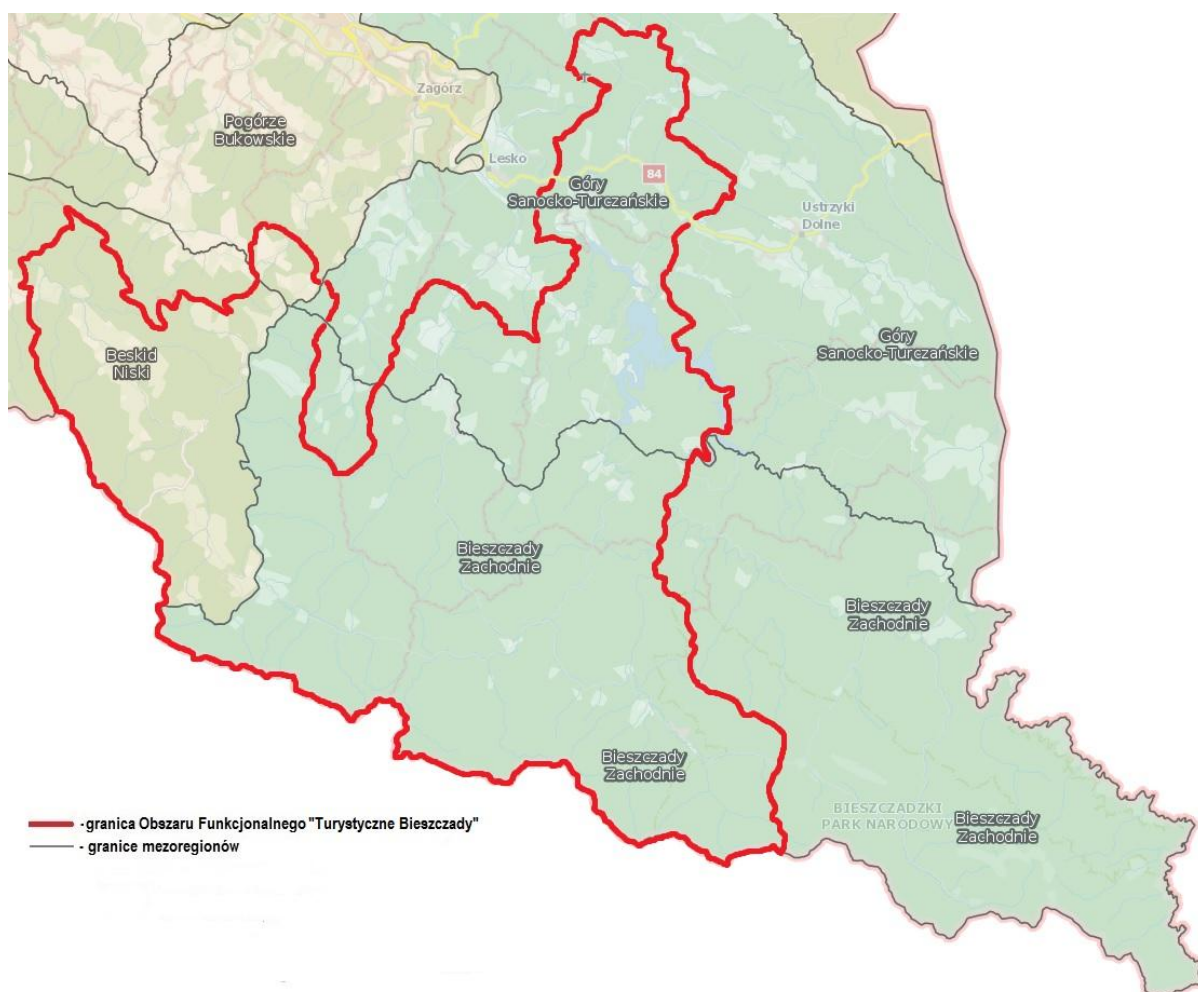 Zagórz
Pogórze
Bukowskie
Lesko
84
Góry
Sanocko-Turczańskie
Ustrzyki
Dolne
Góry
Sanocko-Turczańskie
Beskid
Niski
Bieszczady
Zachodnie
Bieszczady
Zachodnie
Bieszczady
Zachodnie
BIESZCZADZKI
PARK NARODOWY
Bieszczady
Zachodnie
-granica Obszaru Funkcjonalnego "Turystyczne Bieszczady"
- granice mezoregionów